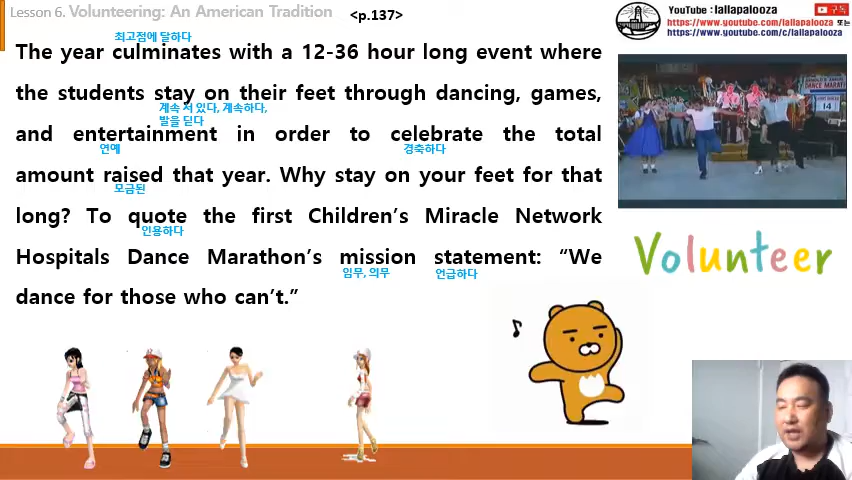 Lesson 6. Volunteering: An American Tradition <p.137>
YouTube : lallapalooza 구독
https://www.youtube.com/lallapalooza 또는
https://www.youtube.com/c/lallapalooza
최고점에 달하다
The year culminates with a 12-36 hour long event where
the students stay on their feet through dancing, games,
계속 서 있다, 계속하다,
발을 딛다
and entertainment in order to celebrate the total
연예 경축하다
amount raised that year. Why stay on your feet for that
모금된
long? To quote the first Children’s Miracle Network
인용하다
Hospitals Dance Marathon’s mission statement: “We
임무, 의무 언급하다
dance for those who can’t.”
DANCE MARAT
14
Volunteer